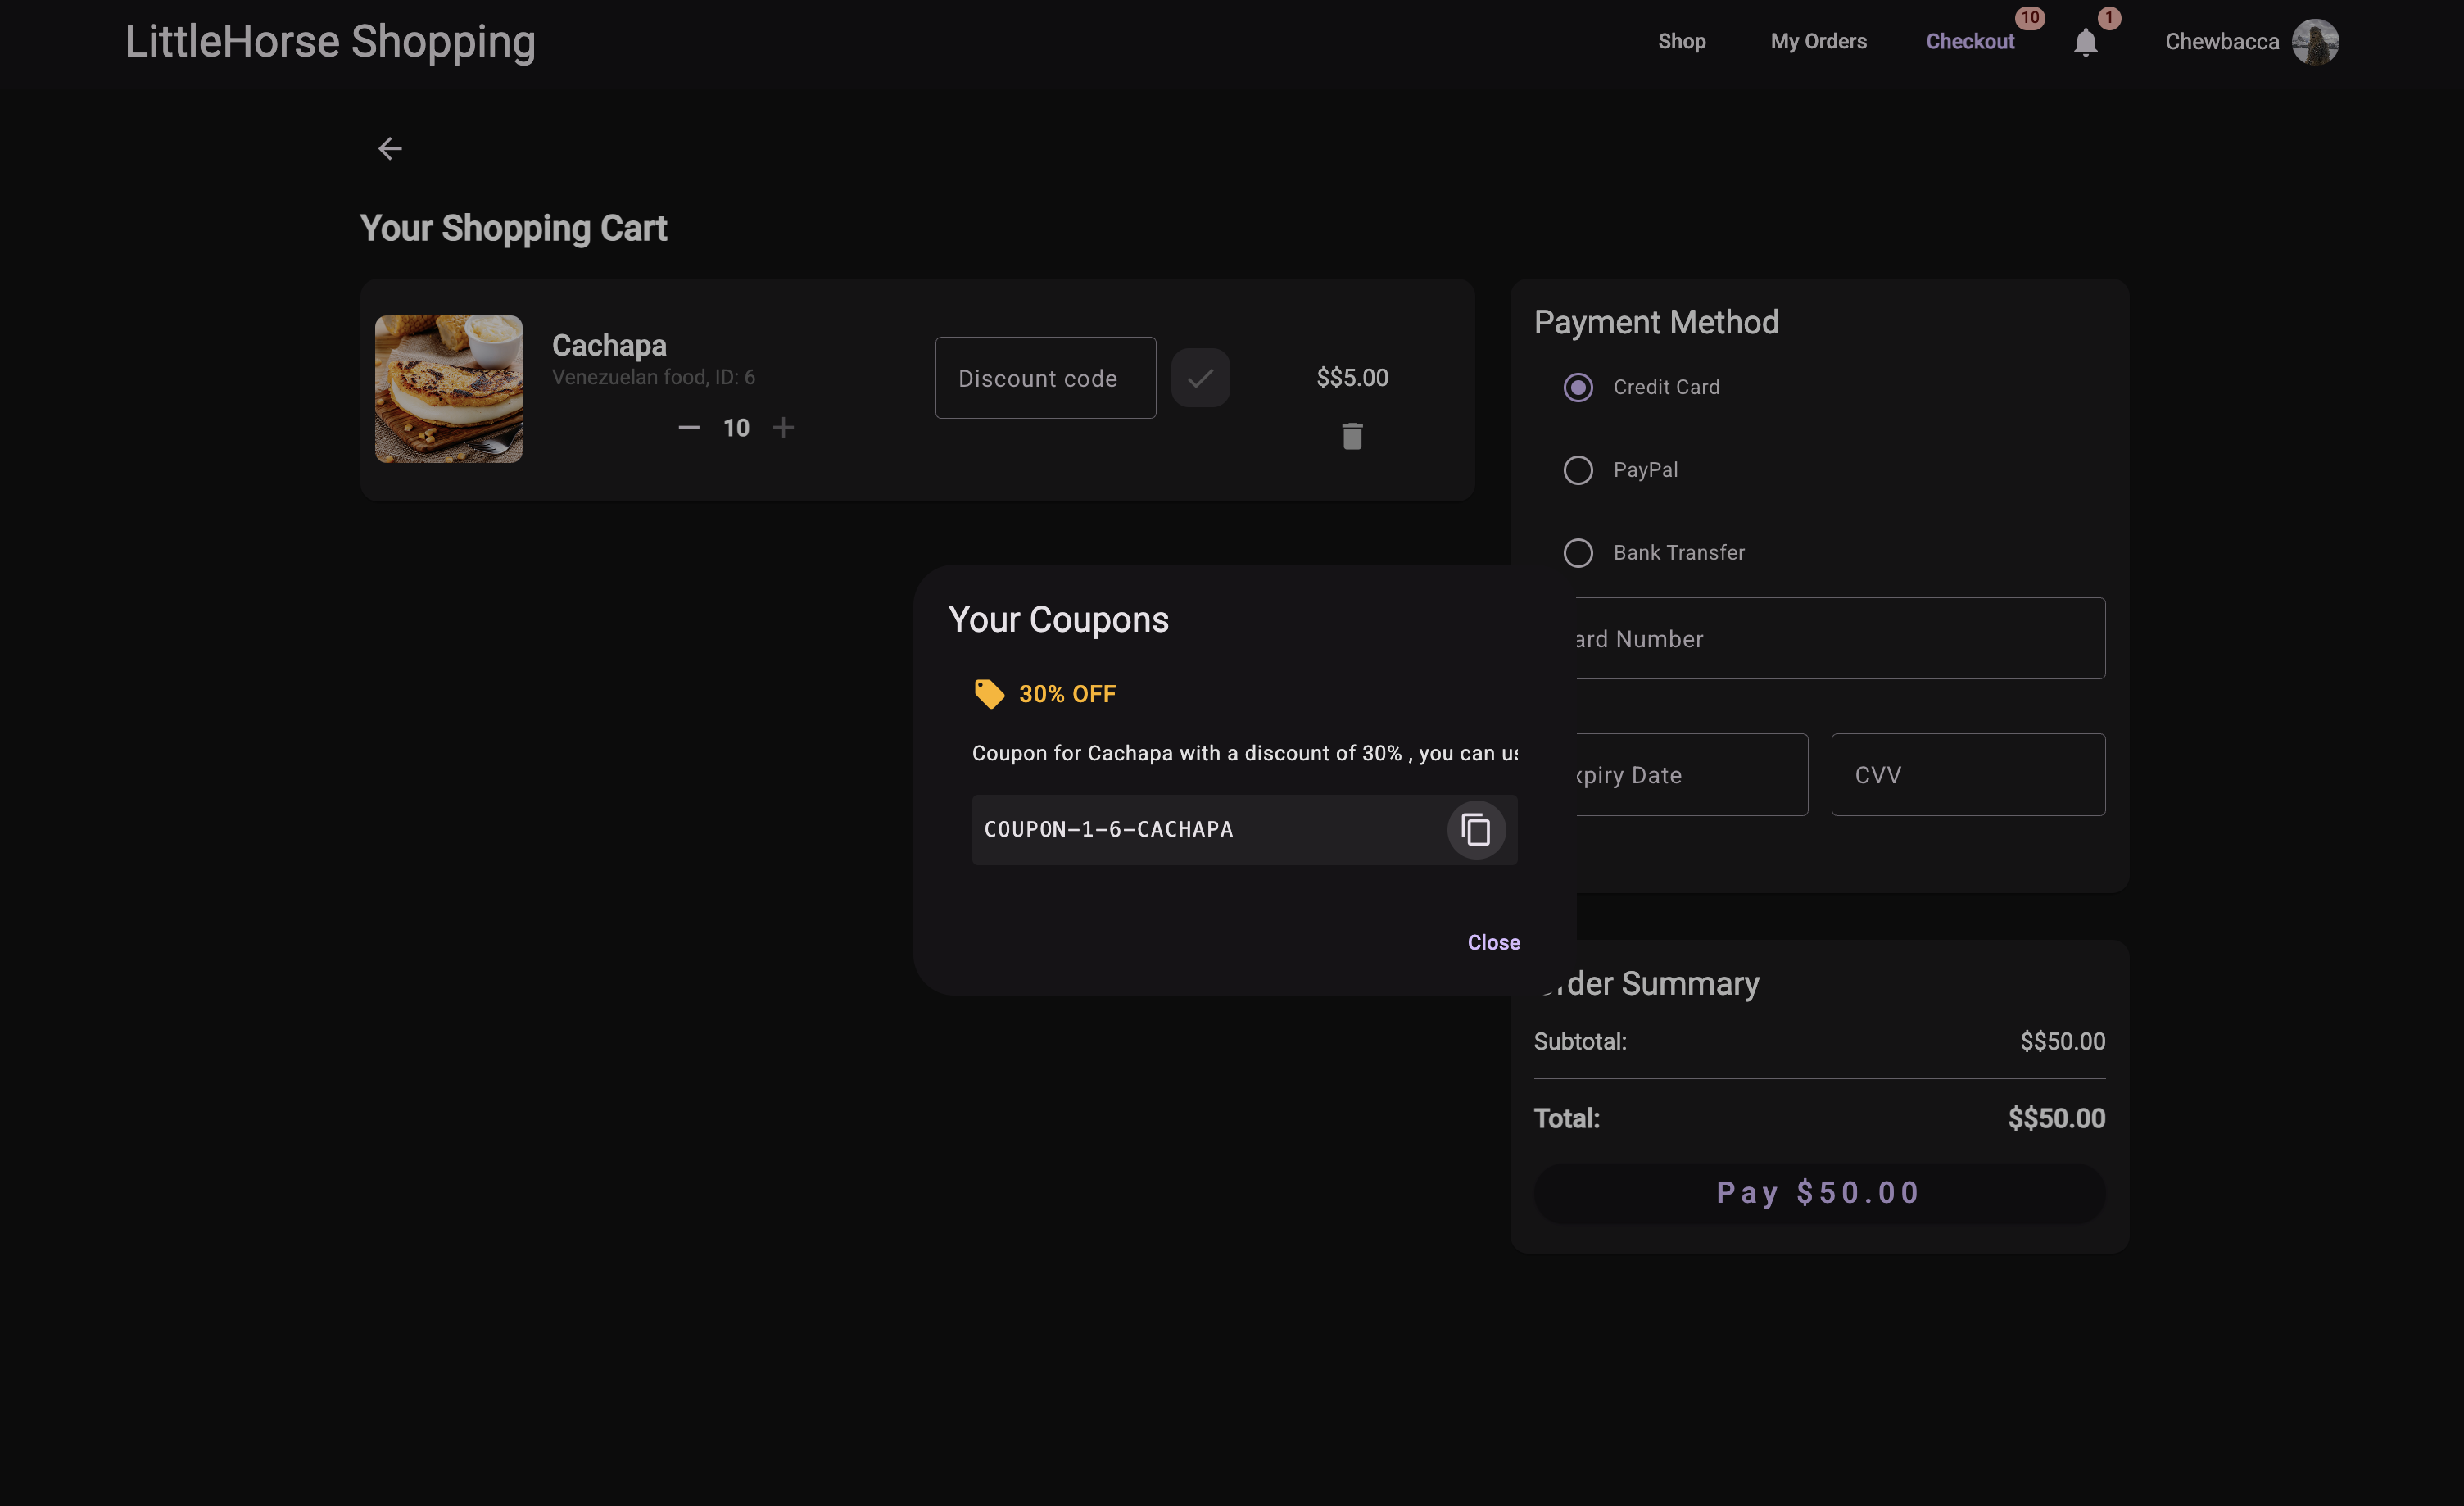 LittleHorse Shopping
Shop
My Orders
Checkout
10
1
Chewbacca
Your Shopping Cart
Cachapa
Venezuelan food, ID: 6
10
Discount code
$$5.00
Payment Method
Credit Card
PayPal
Bank Transfer
ard Number
xpiry Date
CVV
Your Coupons
30% OFF
Coupon for Cachapa with a discount of 30% , you can us
COUPON-1-6-CACHAPA
Close
Order Summary
Subtotal:
$$50.00
Total:
$$50.00
Pay $50.00